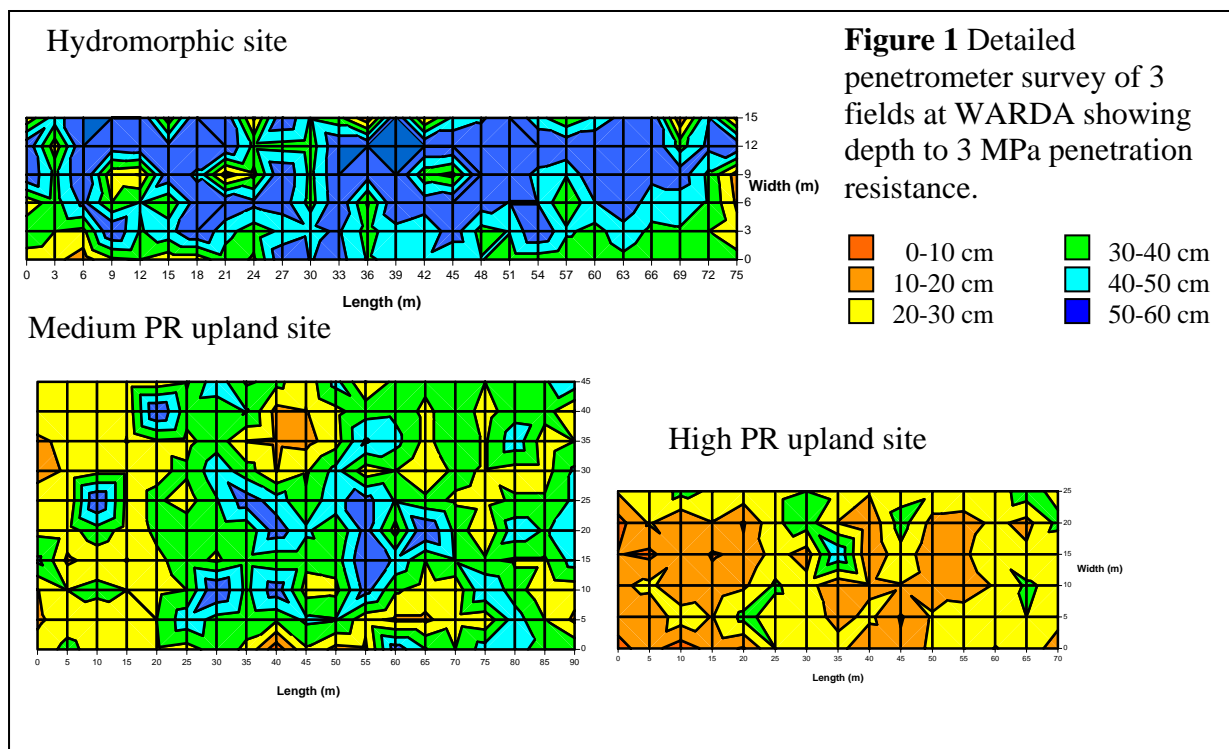 Hydromorphic site
Figure 1 Detailed
penetrometer survey of 3
fields at WARDA showing
depth to 3 MPa penetration
resistance.
0-10 cm
10-20 cm
20-30 cm
30-40 cm
40-50 cm
50-60 cm
15
12
9
6
3
0
Width (m)
0 3 6 9 12 15 18 21 24 27 30 33 36 39 42 45 48 51 54 57 60 63 66 69 72 75
Length (m)
Medium PR upland site
45
40
35
30
25
20
15
10
5
0
0 5 10 15 20 25 30 35 40 45 50 55 60 65 70 75 80 85 90
Length (m)
High PR upland site
25
20
15
10
5
0
Width (m)
0 5 10 15 20 25 30 35 40 45 50 55 60 65 70
Length (m)